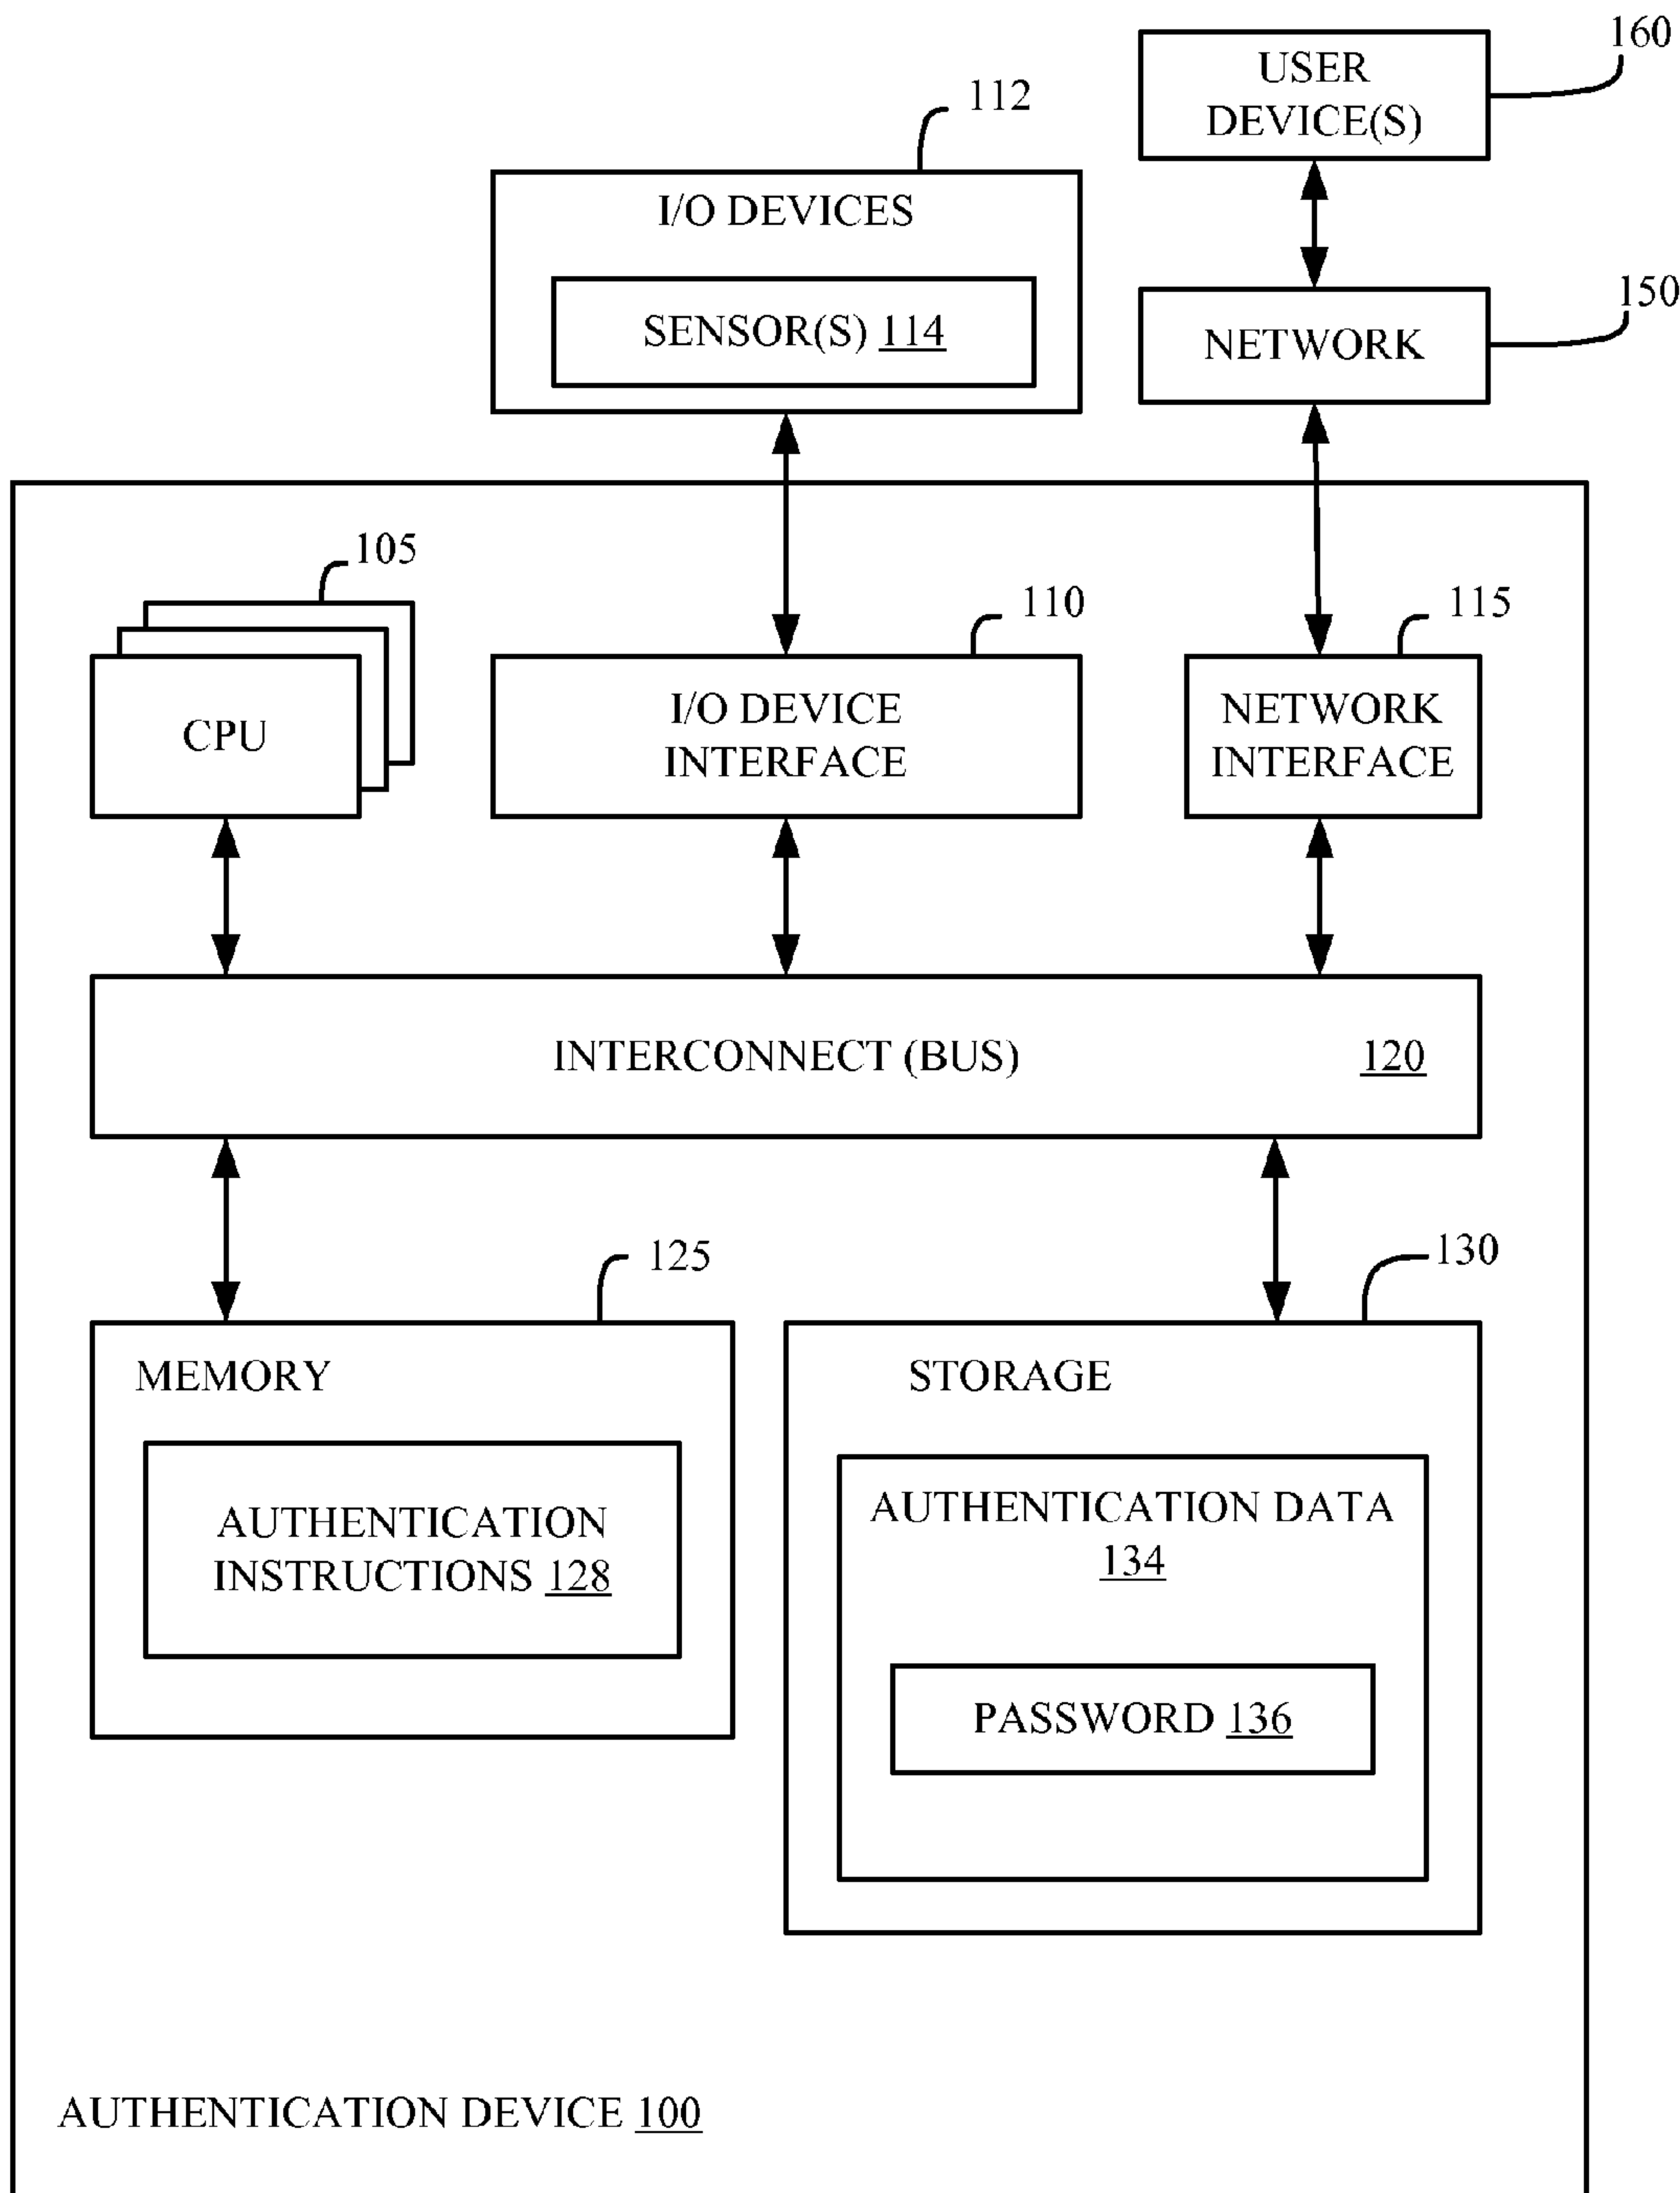 160
USER
DEVICE(S)
112
I/O DEVICES
SENSOR(S) 114
150
NETWORK
105
110
115
CPU
I/O DEVICE
INTERFACE
NETWORK
INTERFACE
INTERCONNECT (BUS) 120
125
130
MEMORY
STORAGE
AUTHENTICATION
INSTRUCTIONS 128
AUTHENTICATION DATA
134
PASSWORD 136
AUTHENTICATION DEVICE 100